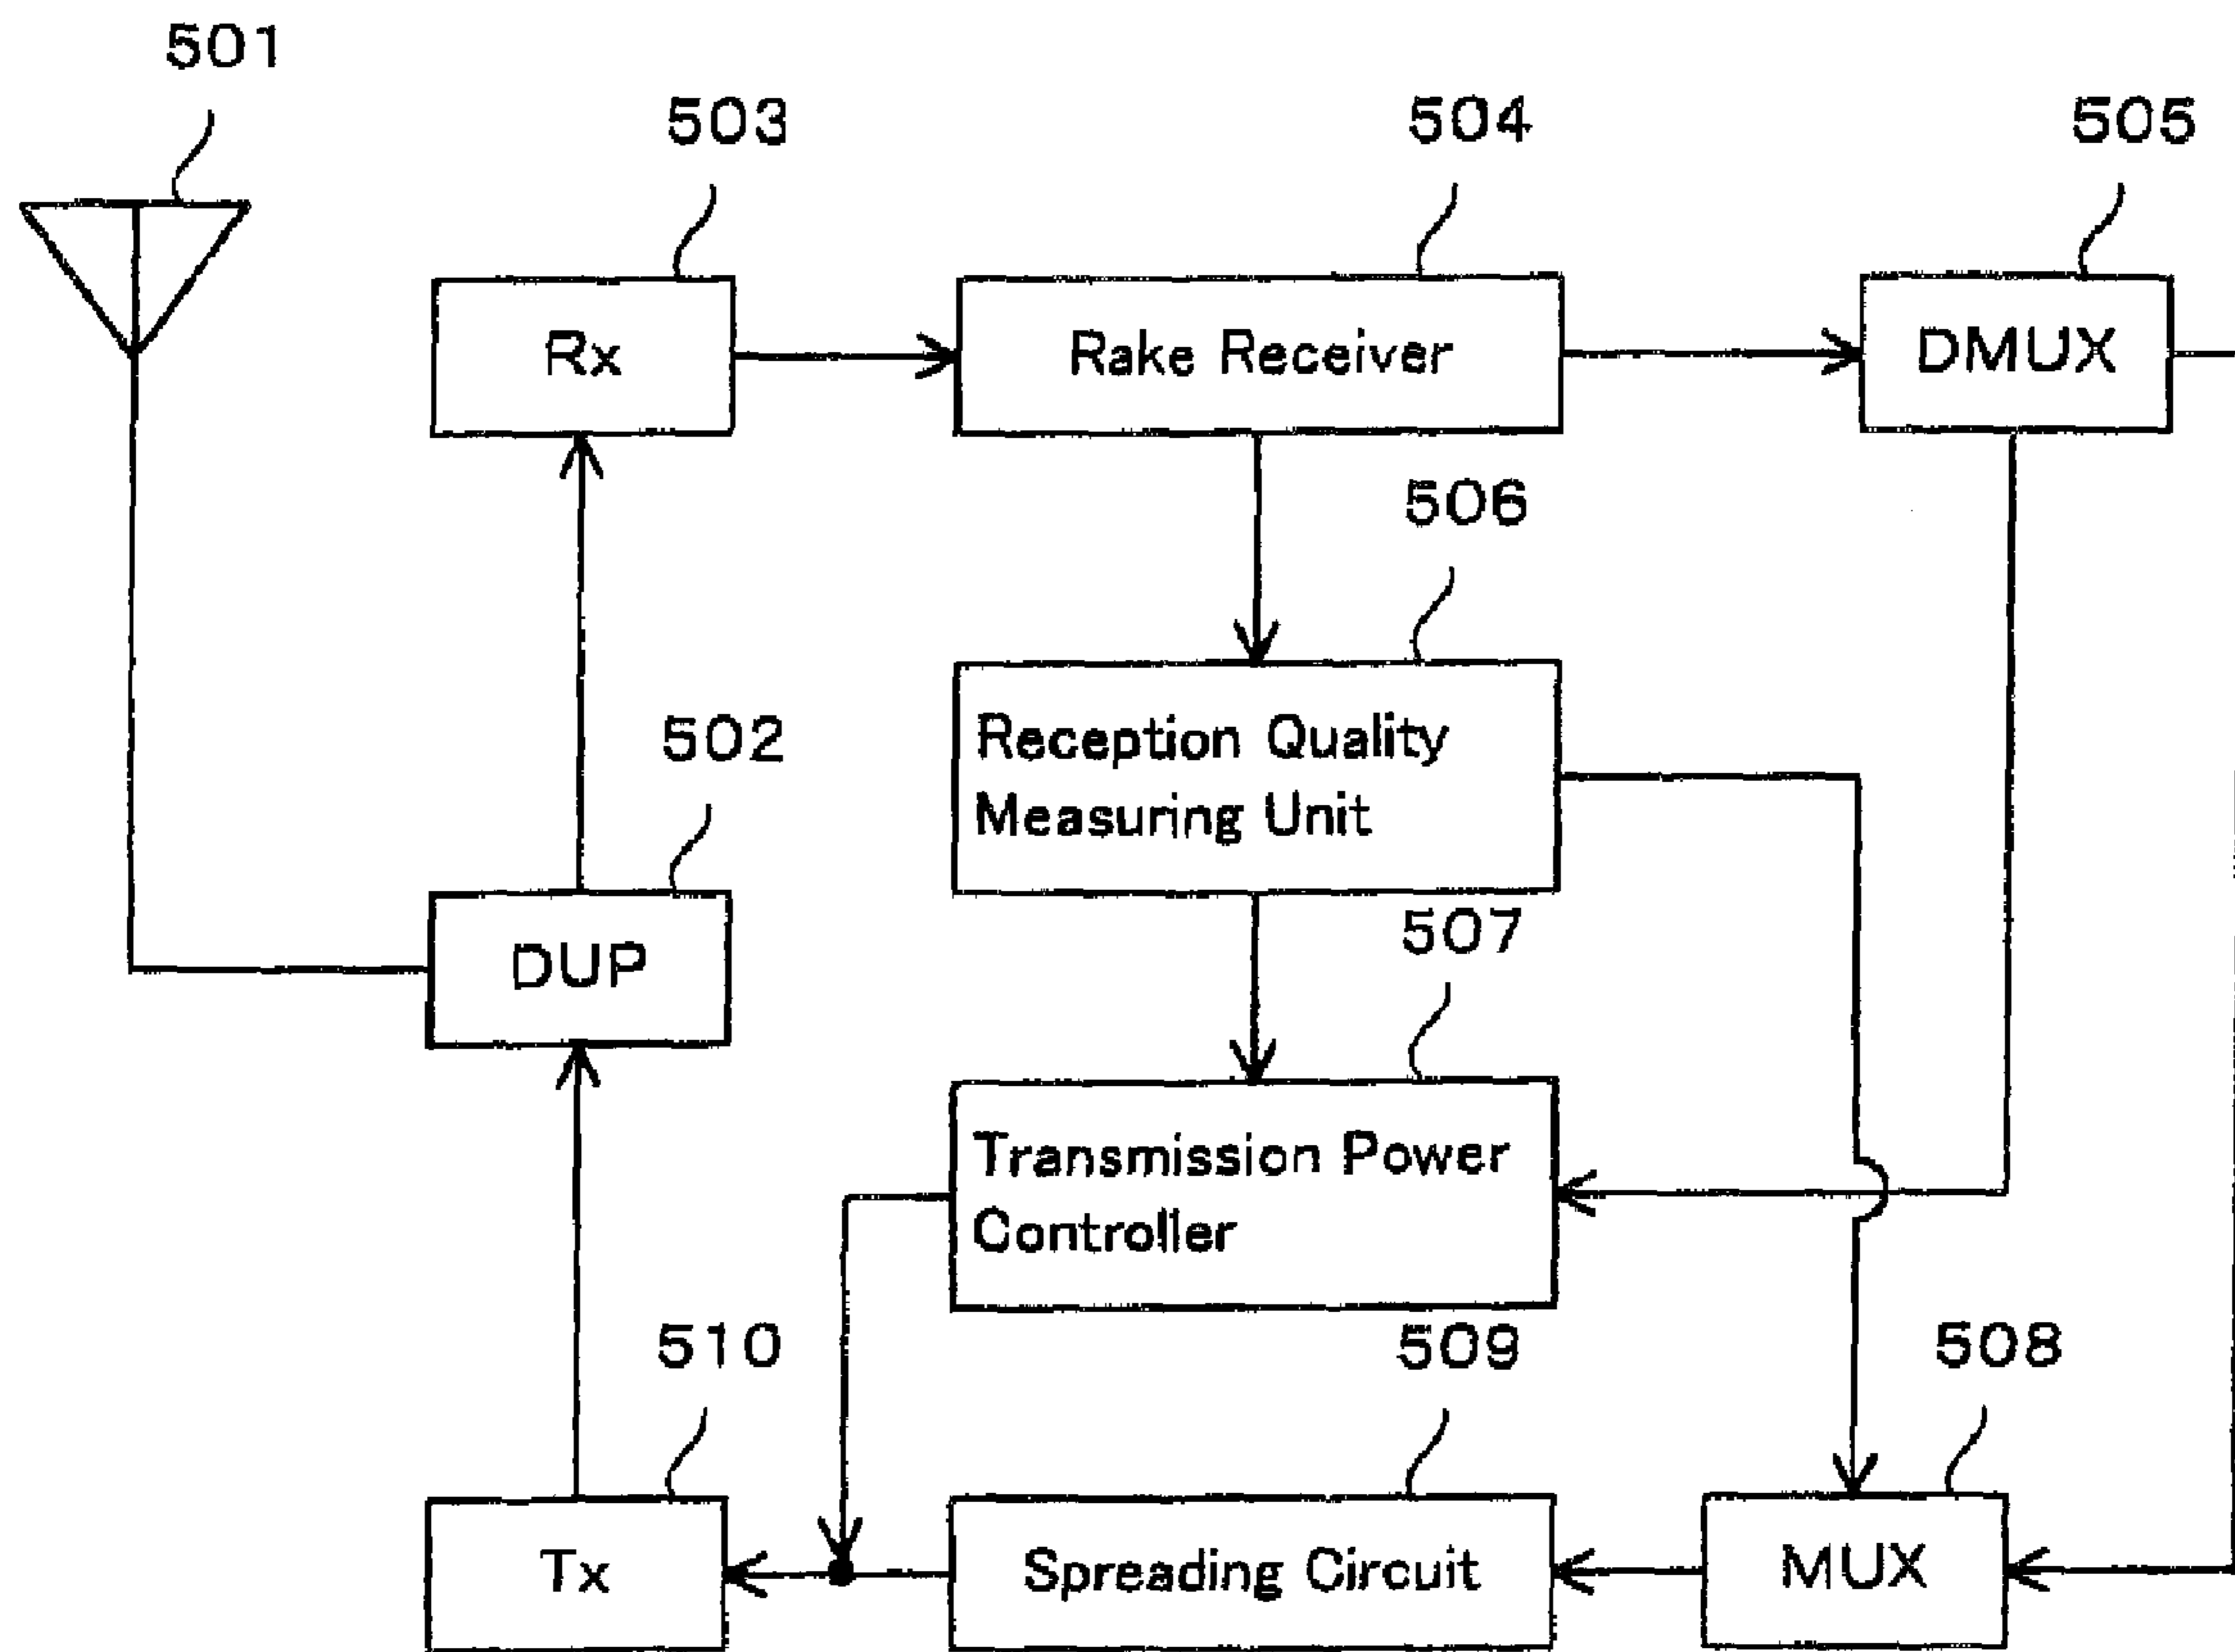 501
503
504
505
Rx
Rake Receiver
DMUX
506
502
Reception Quality
Measuring Unit
507
DUP
Transmission Power
Controller
510
509
508
Tx
Spreading Circuit
MUX